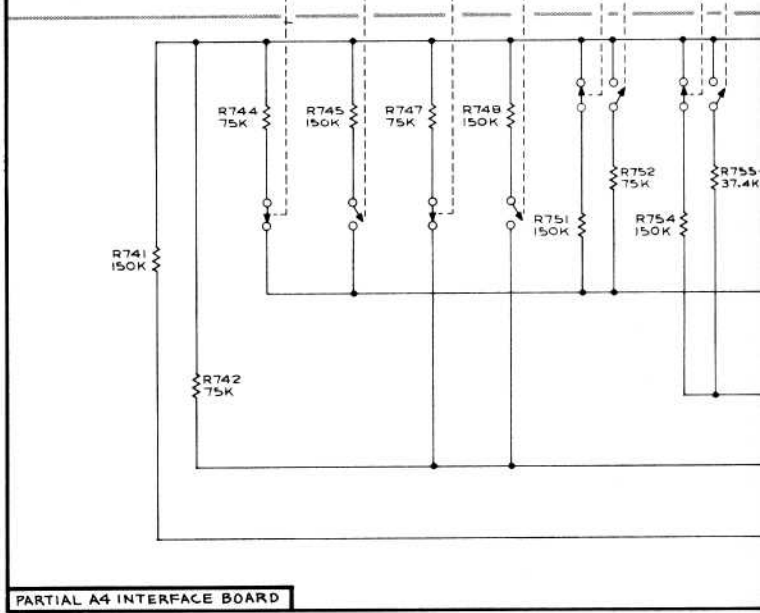 R744
75K
R745
150K
R747
75K
R748
150K
R752
75K
R755
37.4K
R751
150K
R754
150K
R741
150K
R742
75K
PARTIAL A4 INTERFACE BOARD